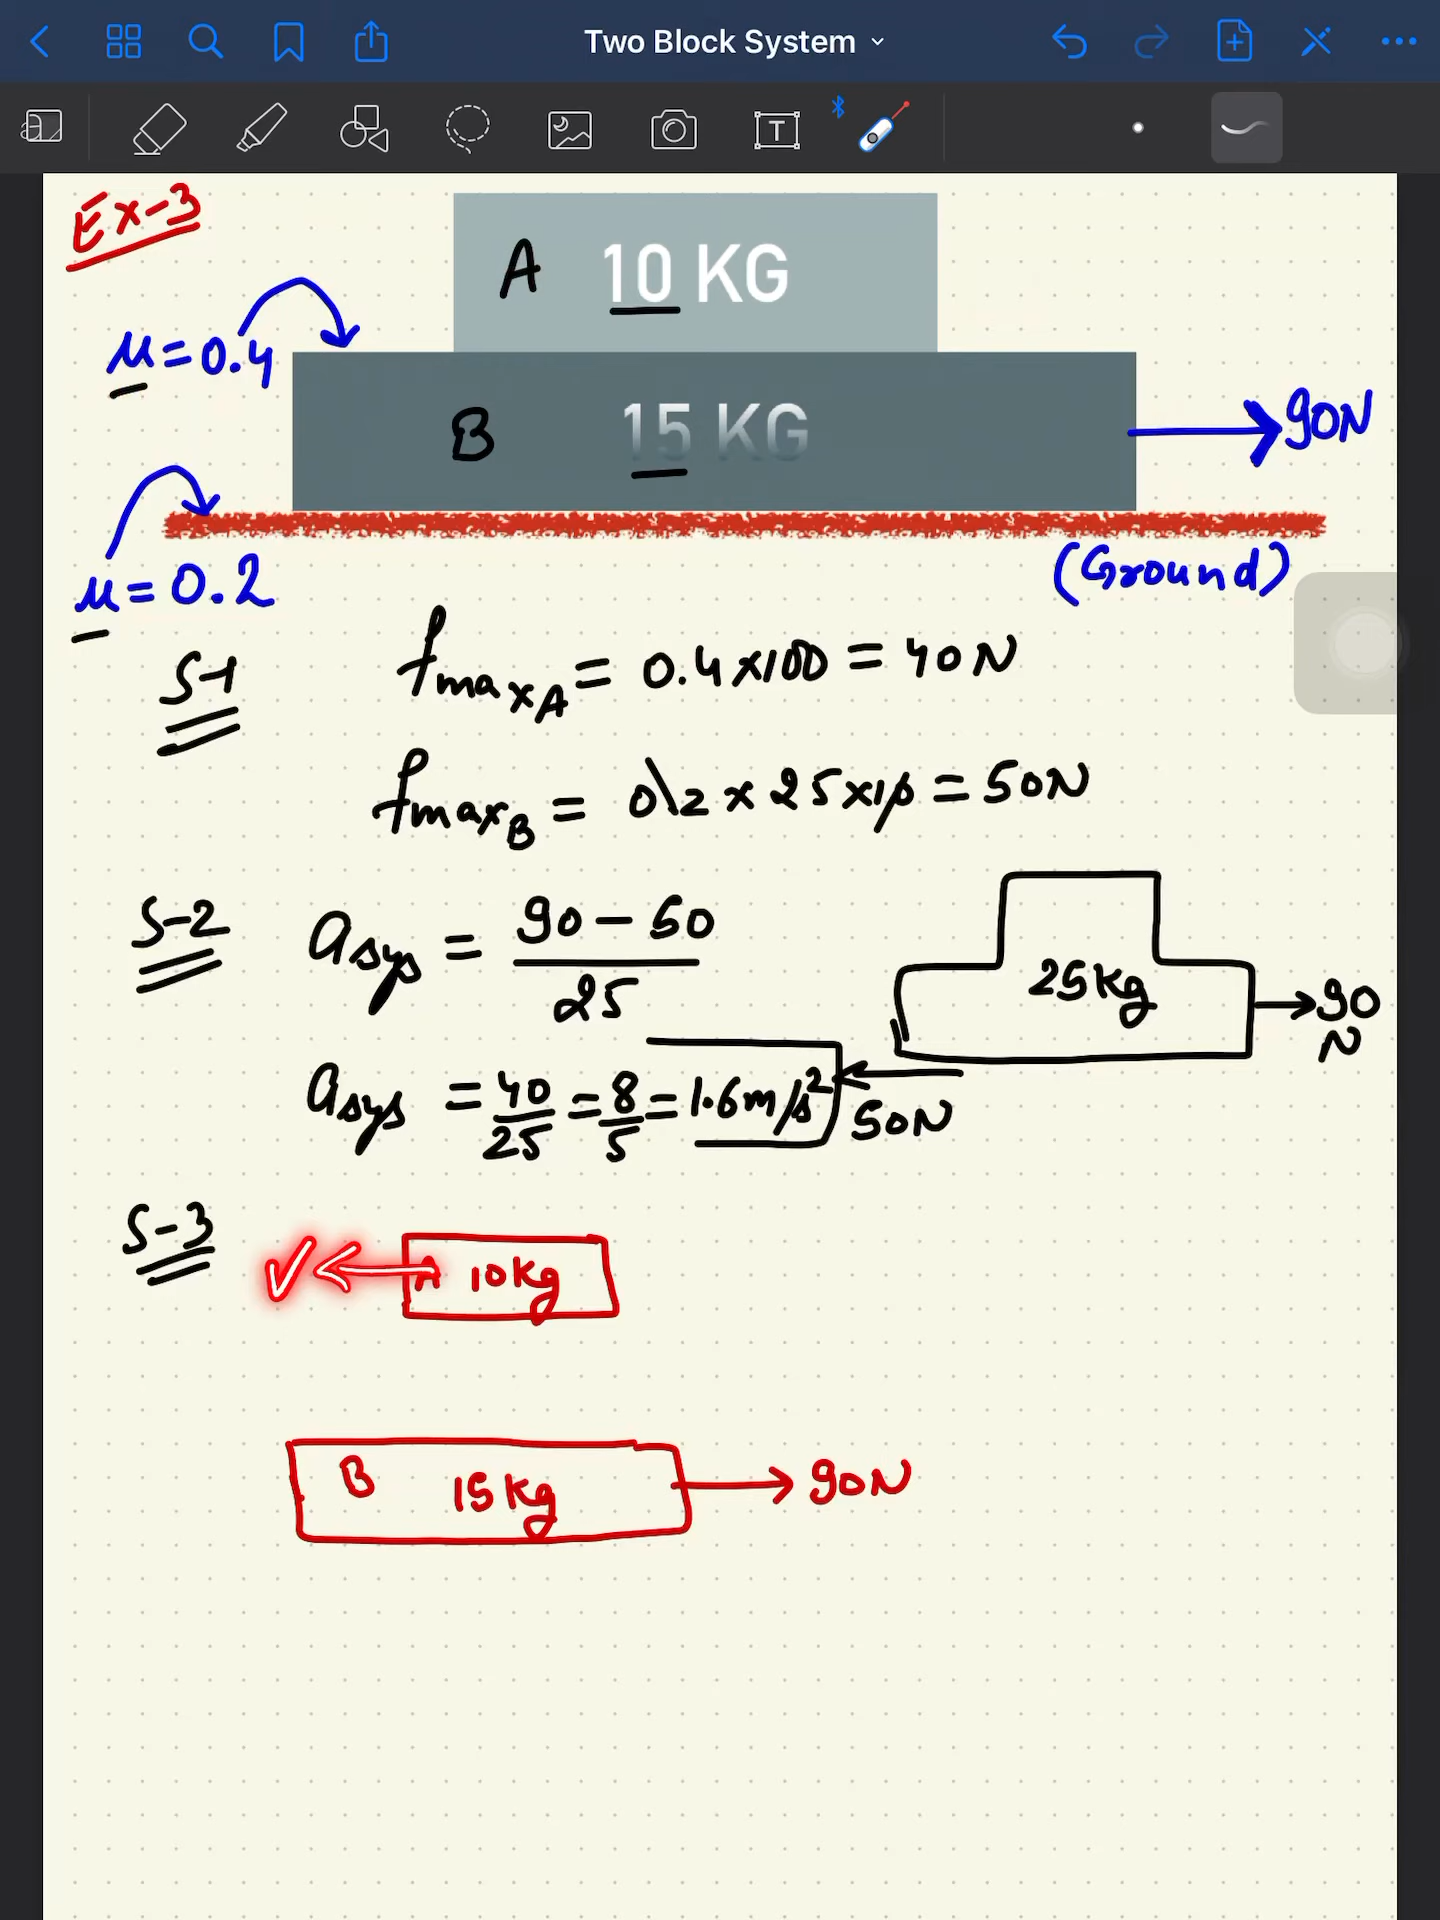 Two Block System
T
Ex-3
A 10 KG
μ=0.4
B 15 KG
90N
μ=0.2
(Ground)
S-1
fmaxA = 0.4×100 = 40N
fmaxB = 0.2 × 25×10 = 50N
S-2
asys = 90-50
25
25kg
90
N
asys = 40/25 = 8/5 = 1.6m/s²
50N
S-3
A 10kg
B 15kg
90N